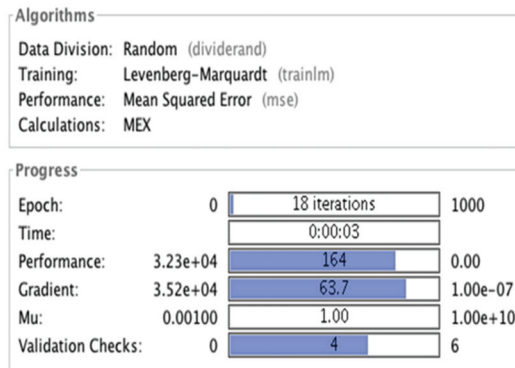 Algorithms
Data Division: Random (dividerand)
Training: Levenberg-Marquardt (trainlm)
Performance: Mean Squared Error (mse)
Calculations: MEX
Progress
Epoch: 0 18 iterations 1000
Time: 0:00:03
Performance: 3.23e+04 164 0.00
Gradient: 3.52e+04 63.7 1.00e-07
Mu: 0.00100 1.00 1.00e+10
Validation Checks: 0 4 6